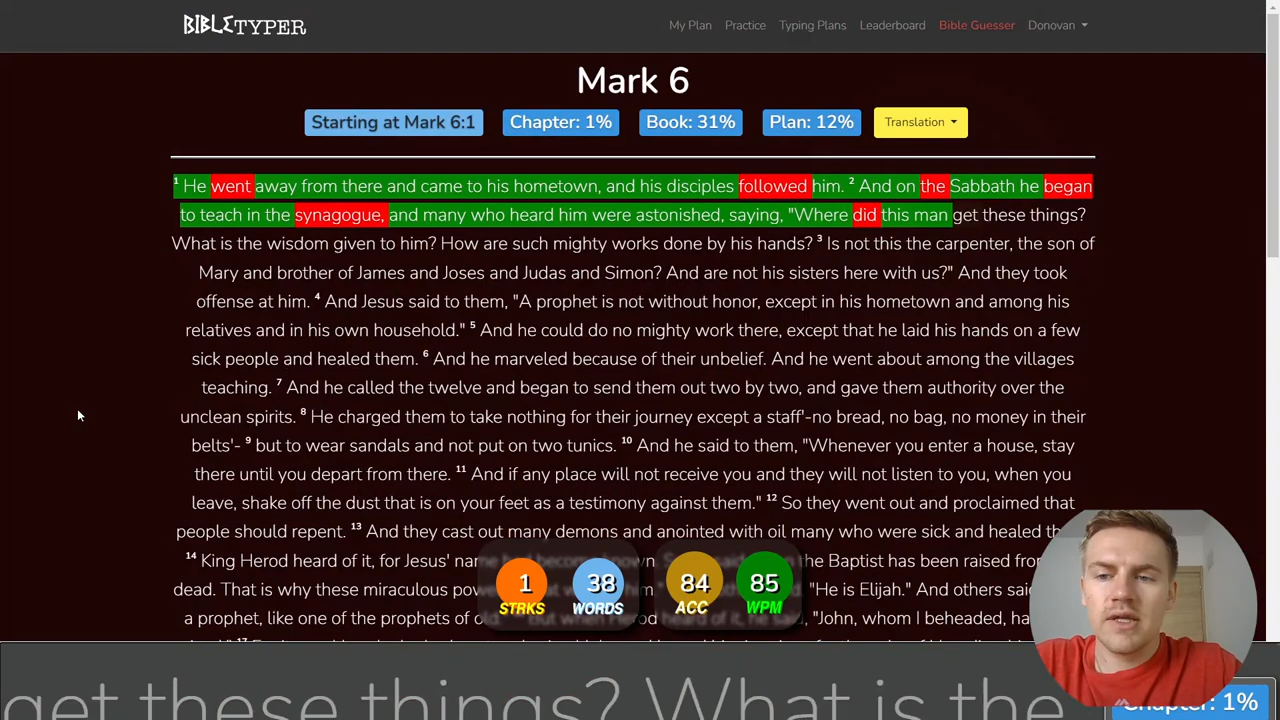 BIBLETYPER
My Plan Practice Typing Plans Leaderboard Bible Guesser Donovan
Mark 6
Starting at Mark 6:1 Chapter: 1% Book: 31% Plan: 12% Translation
1 He went away from there and came to his hometown, and his disciples followed him. 2 And on the Sabbath he began
to teach in the synagogue, and many who heard him were astonished, saying, "Where did this man get these things?
What is the wisdom given to him? How are such mighty works done by his hands? 3 Is not this the carpenter, the son of
Mary and brother of James and Joses and Judas and Simon? And are not his sisters here with us?" And they took
offense at him. 4 And Jesus said to them, "A prophet is not without honor, except in his hometown and among his
relatives and in his own household." 5 And he could do no mighty work there, except that he laid his hands on a few
sick people and healed them. 6 And he marveled because of their unbelief. And he went about among the villages
teaching. 7 And he called the twelve and began to send them out two by two, and gave them authority over the
unclean spirits. 8 He charged them to take nothing for their journey except a staff'-no bread, no bag, no money in their
belts'- 9 but to wear sandals and not put on two tunics. 10 And he said to them, "Whenever you enter a house, stay
there until you depart from there. 11 And if any place will not receive you and they will not listen to you, when you
leave, shake off the dust that is on your feet as a testimony against them." 12 So they went out and proclaimed that
people should repent. 13 And they cast out many demons and anointed with oil many who were sick and healed
14 King Herod heard of it, for Jesus' name had become known. the Baptist has been raised
dead. That is why these miraculous "He is Elijah." And others
a prophet, like one of the prophets of But when Herod heard of it, he said, "John, whom I beheaded,
1 STRKS 38 WORDS 84 ACC 85 WPM
get these things? What is the
Chapter: 1%